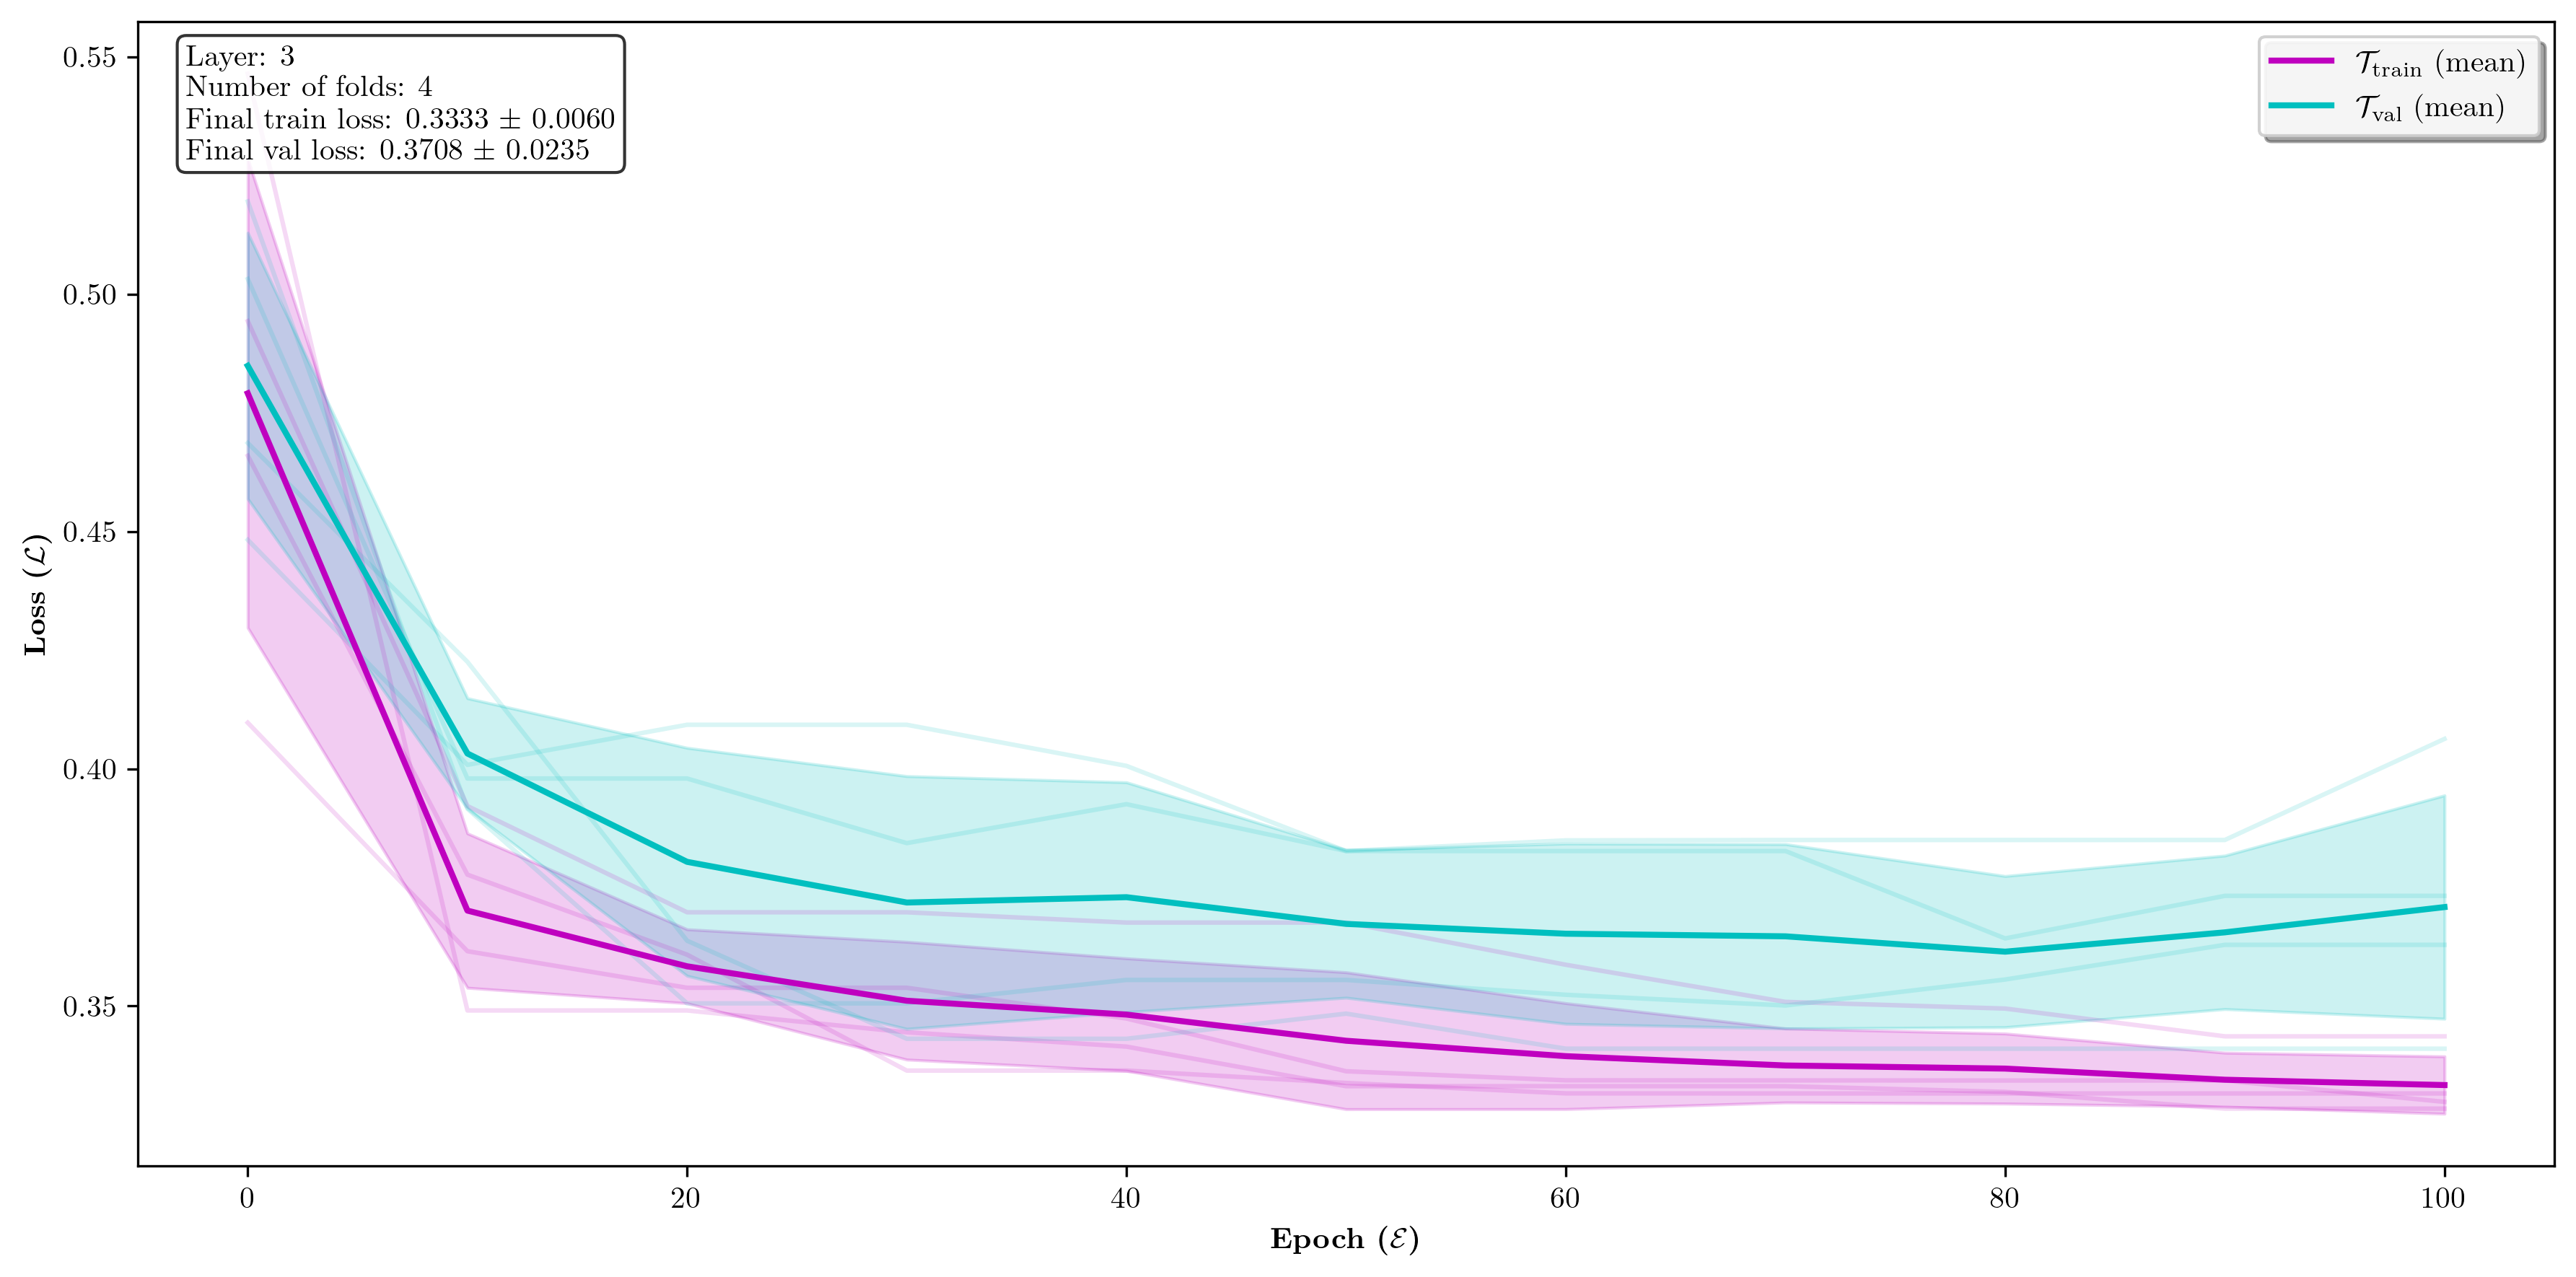 Layer: 3
Number of folds: 4
Final train loss: 0.3333 ± 0.0060
Final val loss: 0.3708 ± 0.0235
𝒯train (mean)
𝒯val (mean)
0.55
0.50
0.45
0.40
0.35
Loss (ℒ)
0 20 40 60 80 100
Epoch (ℰ)